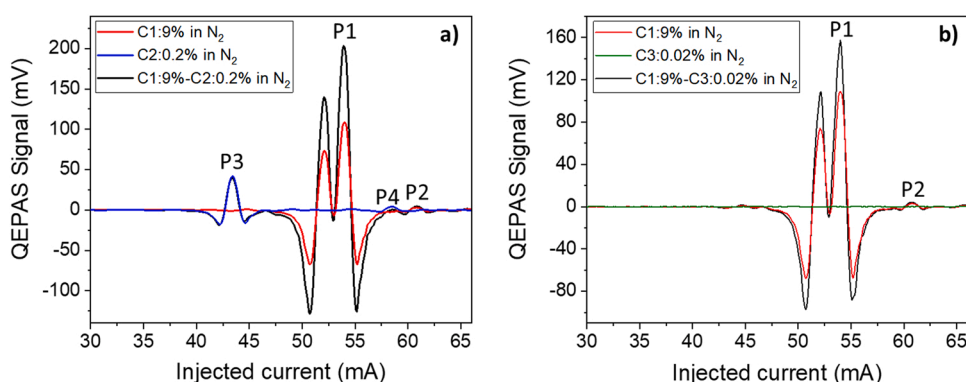 a)
C1:9% in N₂
C2:0.2% in N₂
C1:9%-C2:0.2% in N₂
P1
P3
P4
P2
QEPAS Signal (mV)
200
150
100
50
0
-50
-100
30 35 40 45 50 55 60 65
Injected current (mA)
b)
C1:9% in N₂
C3:0.02% in N₂
C1:9%-C3:0.02% in N₂
P1
P2
QEPAS Signal (mV)
160
120
80
40
0
-40
-80
30 35 40 45 50 55 60 65
Injected current (mA)